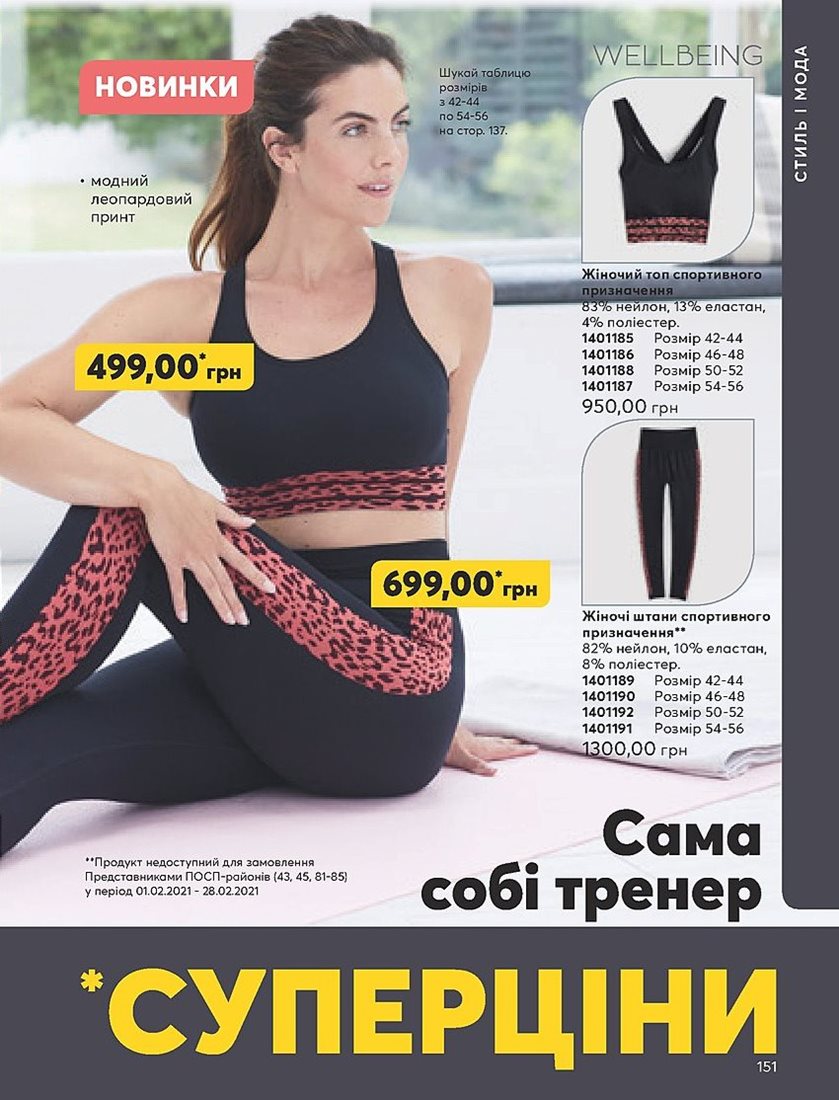 НОВИНКИ
• модний
леопардовий
принт
Шукай таблицю
розмірів
з 42-44
по 54-56
на стор. 137.
WELLBEING
СТИЛЬ І МОДА
499,00* грн
Жіночий топ спортивного
призначення
83% нейлон, 13% еластан,
4% поліестер.
1401185 Розмір 42-44
1401186 Розмір 46-48
1401188 Розмір 50-52
1401187 Розмір 54-56
950,00 грн
699,00* грн
Жіночі штани спортивного
призначення**
82% нейлон, 10% еластан,
8% поліестер.
1401189 Розмір 42-44
1401190 Розмір 46-48
1401192 Розмір 50-52
1401191 Розмір 54-56
1300,00 грн
Сама
собі тренер
**Продукт недоступний для замовлення
Представниками ПОСП-районів (43, 45, 81-85)
у період 01.02.2021 - 28.02.2021
*СУПЕРЦІНИ
151